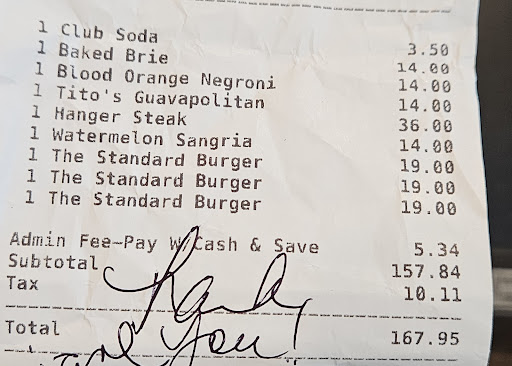 1 Club Soda 3.50
1 Baked Brie 14.00
1 Blood Orange Negroni 14.00
1 Tito's Guavapolitan 14.00
1 Hanger Steak 36.00
1 Watermelon Sangria 14.00
1 The Standard Burger 19.00
1 The Standard Burger 19.00
1 The Standard Burger 19.00
Admin Fee-Pay W/Cash & Save 5.34
Subtotal 157.84
Tax 10.11
Total 167.95
You!